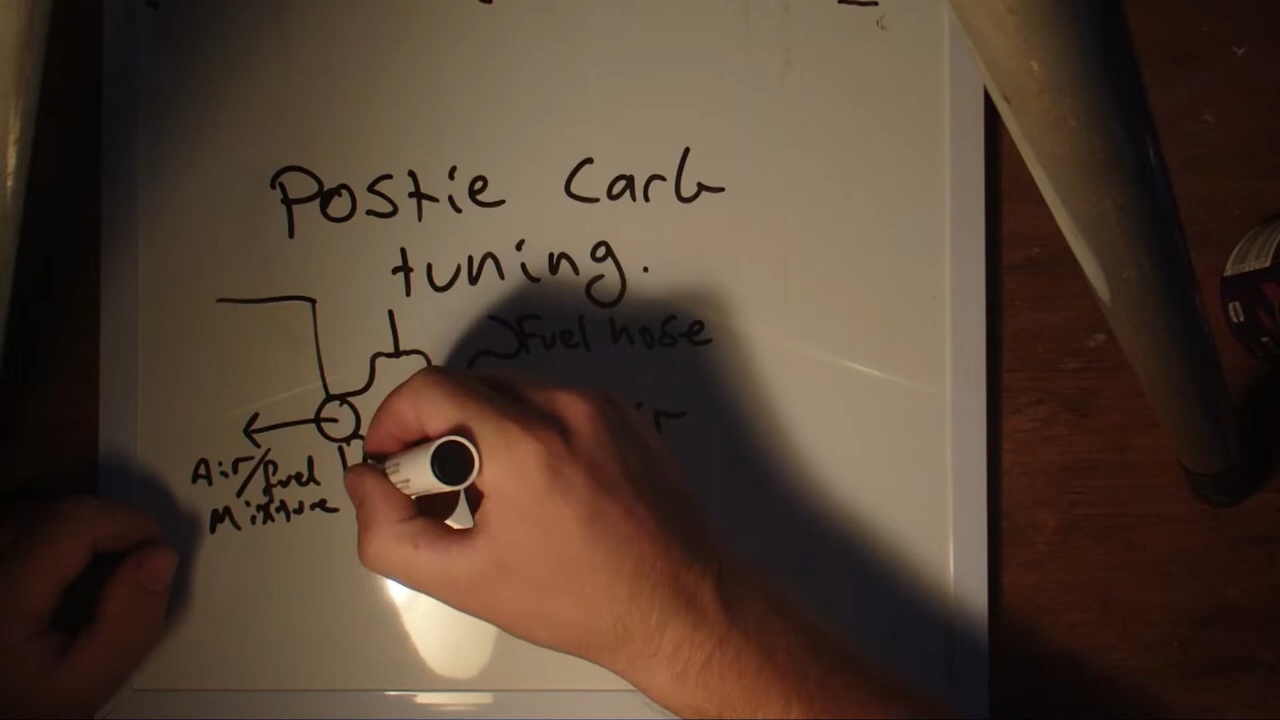 Postie Carb
tuning.
Fuel hose
Air/fuel
Mixture